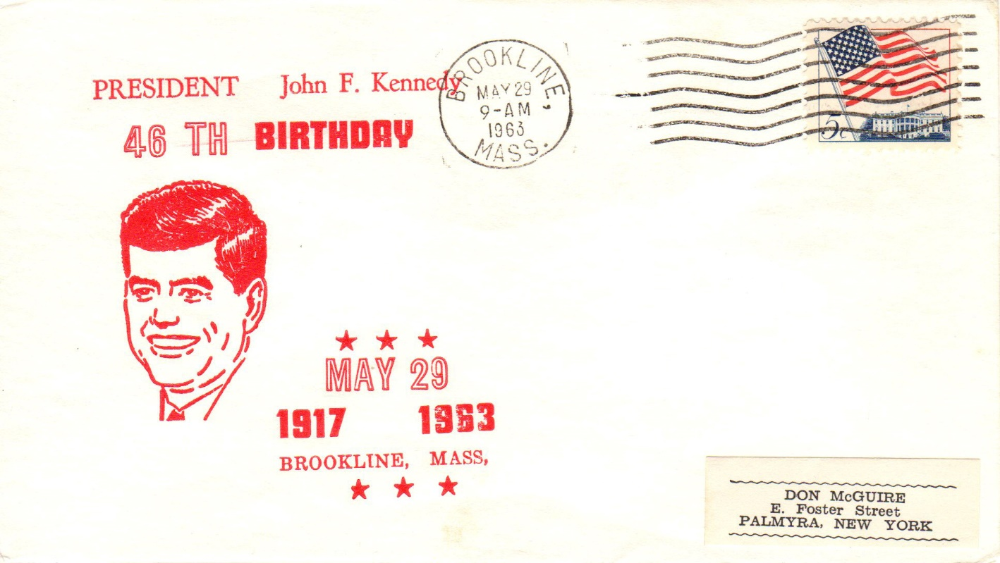 PRESIDENT John F. Kennedy
46 TH BIRTHDAY
BROOKLINE,
MAY 29
9-AM
1963
MASS.
5c
MAY 29
1917 1963
BROOKLINE, MASS,
DON McGUIRE
E. Foster Street
PALMYRA, NEW YORK